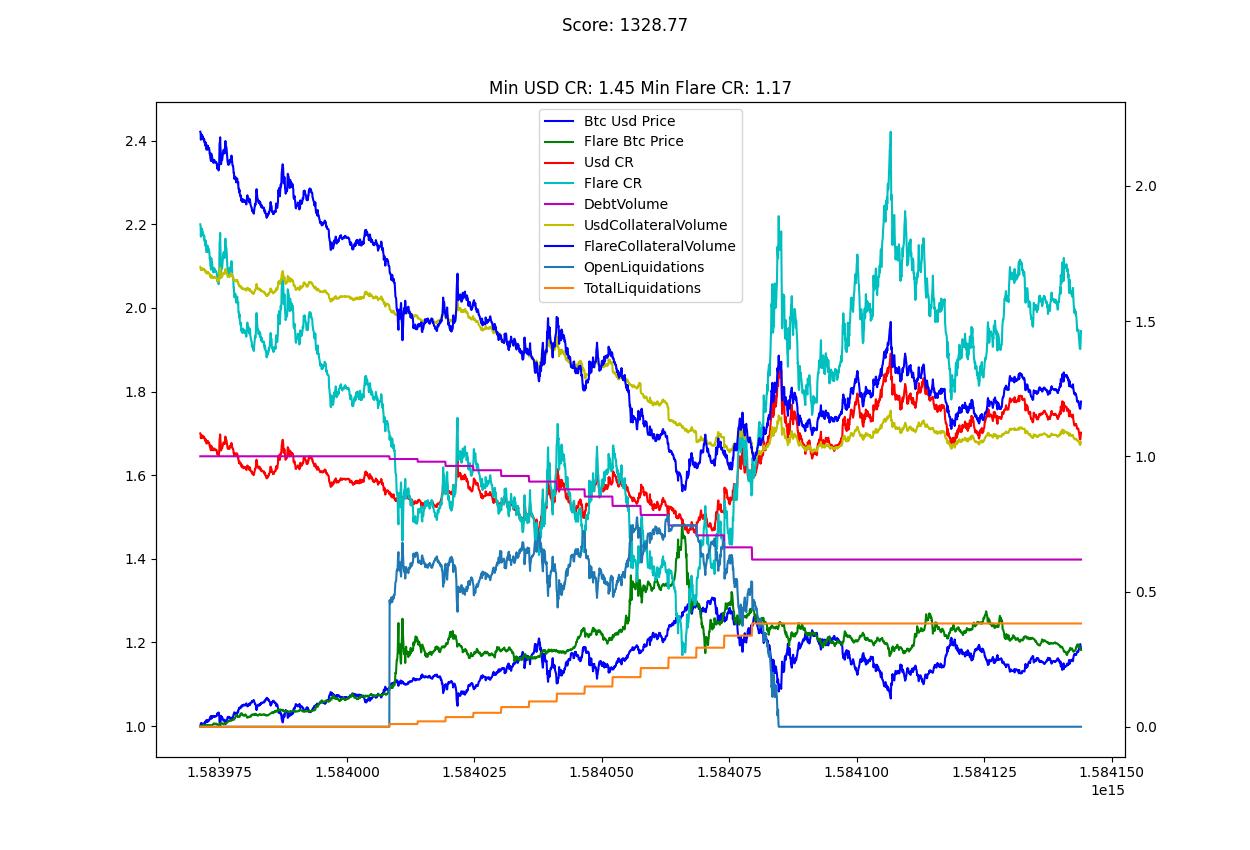 Score: 1328.77
Min USD CR: 1.45 Min Flare CR: 1.17
Btc Usd Price
Flare Btc Price
Usd CR
Flare CR
DebtVolume
UsdCollateralVolume
FlareCollateralVolume
OpenLiquidations
TotalLiquidations
2.4
2.2
2.0
1.8
1.6
1.4
1.2
1.0
2.0
1.5
1.0
0.5
0.0
1.583975 1.584000 1.584025 1.584050 1.584075 1.584100 1.584125 1.584150
1e15